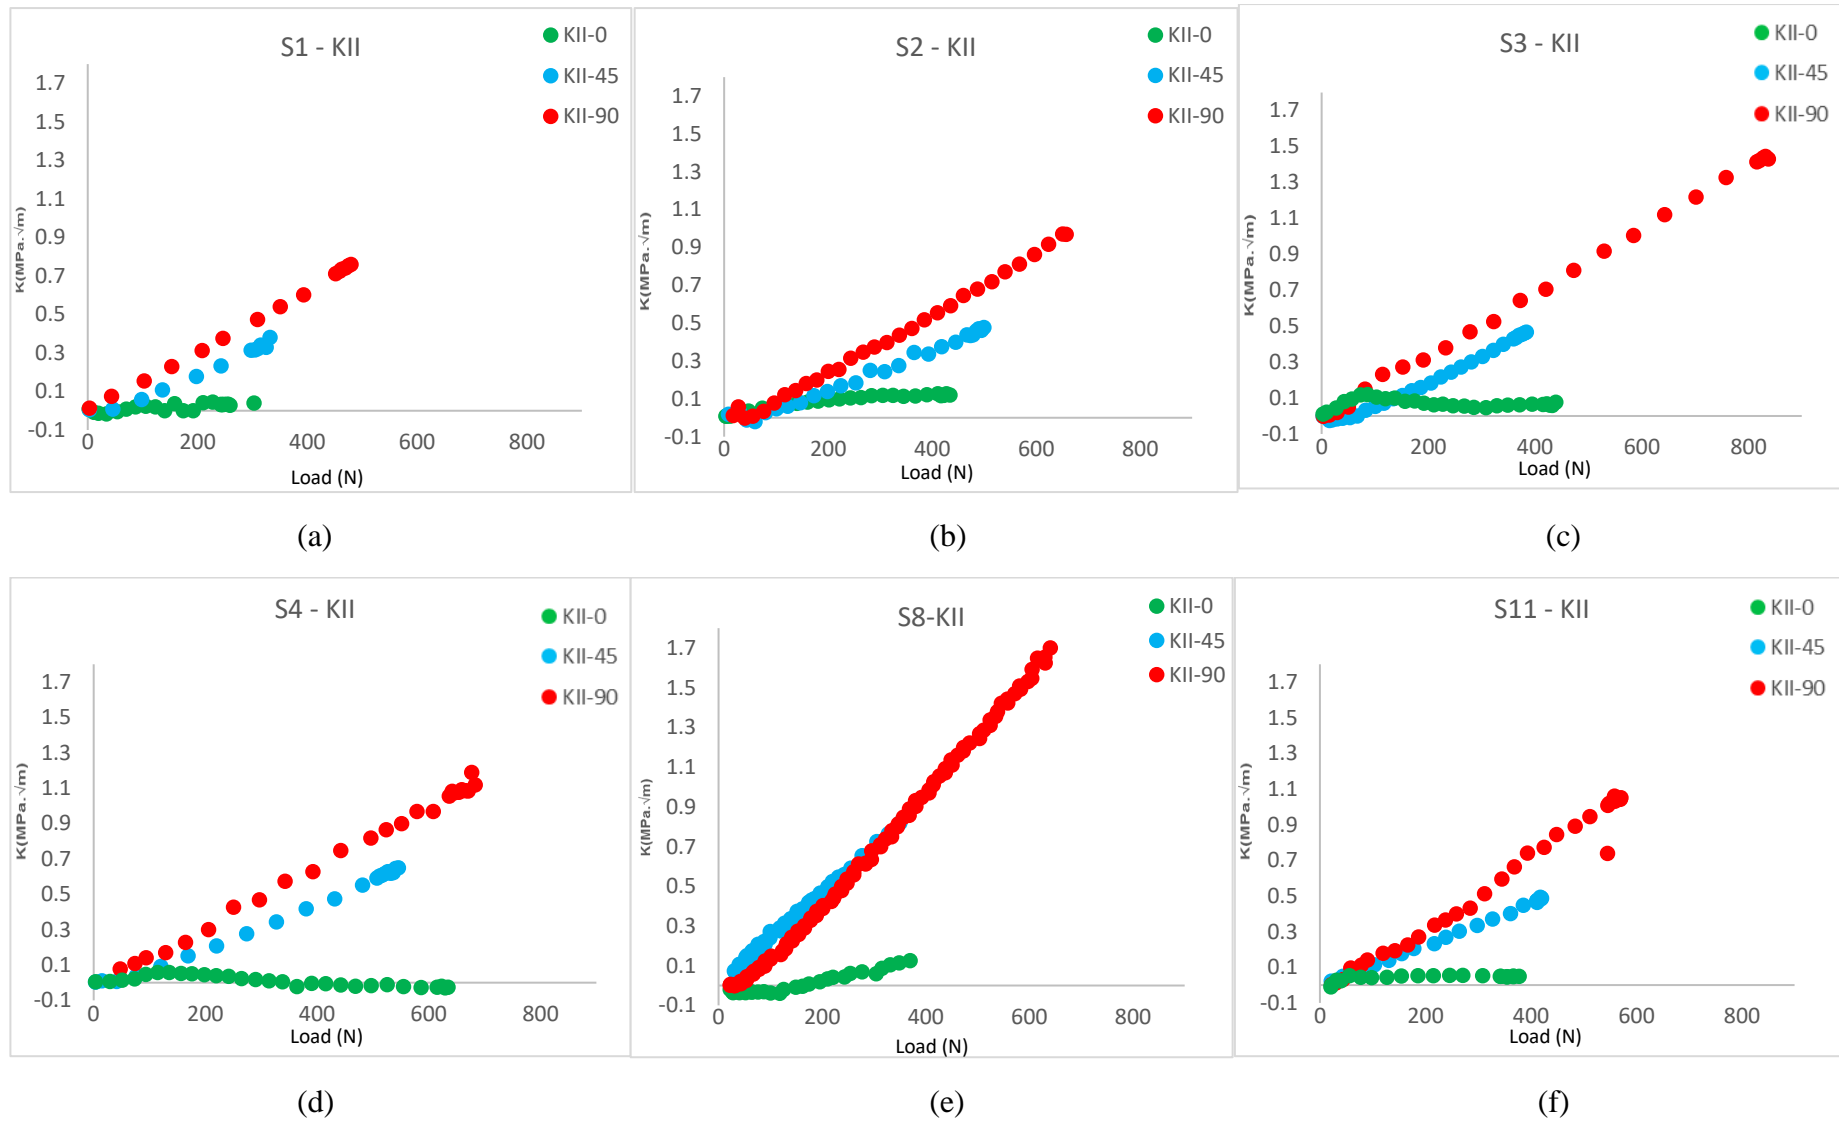 S1 - KII
KII-0
KII-45
KII-90
1.7
1.5
1.3
1.1
0.9
0.7
0.5
0.3
0.1
-0.1
K(MPa.√m)
0 200 400 600 800
Load (N)
(a)
S2 - KII
KII-0
KII-45
KII-90
1.7
1.5
1.3
1.1
0.9
0.7
0.5
0.3
0.1
-0.1
K(MPa.√m)
0 200 400 600 800
Load (N)
(b)
S3 - KII
KII-0
KII-45
KII-90
1.7
1.5
1.3
1.1
0.9
0.7
0.5
0.3
0.1
-0.1
K(MPa.√m)
0 200 400 600 800
Load (N)
(c)
S4 - KII
KII-0
KII-45
KII-90
1.7
1.5
1.3
1.1
0.9
0.7
0.5
0.3
0.1
-0.1
K(MPa.√m)
0 200 400 600 800
Load (N)
(d)
S8-KII
KII-0
KII-45
KII-90
1.7
1.5
1.3
1.1
0.9
0.7
0.5
0.3
0.1
-0.1
K(MPa.√m)
0 200 400 600 800
Load (N)
(e)
S11 - KII
KII-0
KII-45
KII-90
1.7
1.5
1.3
1.1
0.9
0.7
0.5
0.3
0.1
-0.1
K(MPa.√m)
0 200 400 600 800
Load (N)
(f)